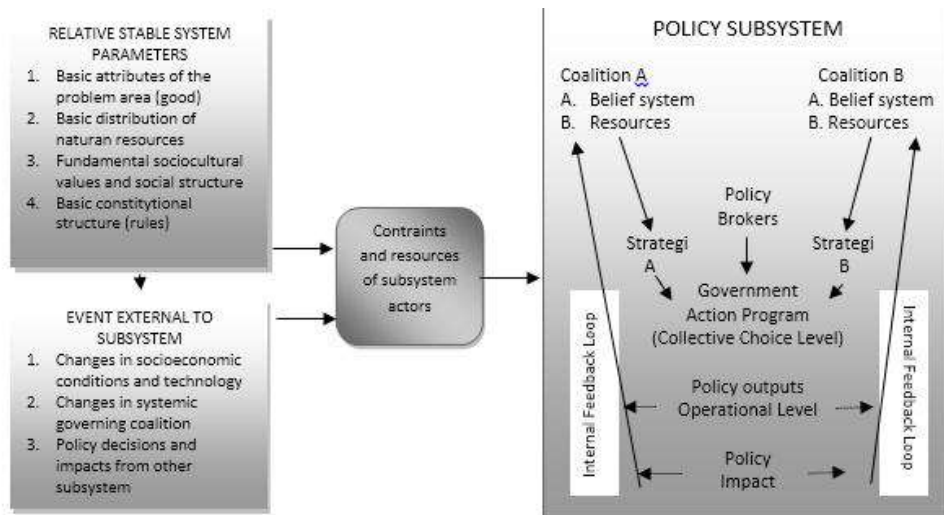 RELATIVE STABLE SYSTEM
PARAMETERS
1. Basic attributes of the
problem area (good)
2. Basic distribution of
naturan resources
3. Fundamental sociocultural
values and social structure
4. Basic constitytional
structure (rules)
EVENT EXTERNAL TO
SUBSYSTEM
1. Changes in socioeconomic
conditions and technology
2. Changes in systemic
governing coalition
3. Policy decisions and
impacts from other
subsystem
Contraints
and resources
of subsystem
actors
POLICY SUBSYSTEM
Coalition A
A. Belief system
B. Resources
Coalition B
A. Belief system
B. Resources
Policy
Brokers
Strategi
A
Strategi
B
Government
Action Program
(Collective Choice Level)
Internal Feedback Loop
Policy outputs
Operational Level
Internal Feedback Loop
Policy
Impact